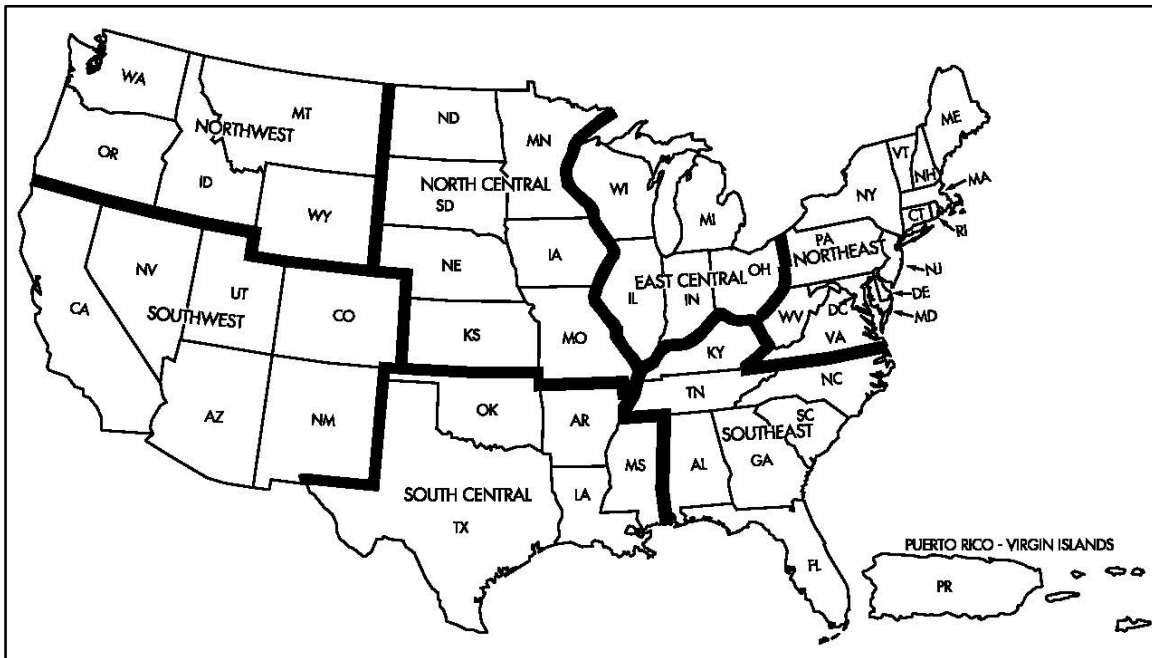 WA
MT
ND
MN
ME
NORTHWEST
OR
VT
NH
ID
NORTH CENTRAL
WI
MA
SD
NY
WY
MI
CT
RI
PA
IA
NORTHEAST
NV
NE
OH
NJ
EAST CENTRAL
UT
IL
IN
DE
CA
SOUTHWEST
CO
WV
DC
MD
KS
MO
VA
KY
NC
TN
AZ
NM
OK
AR
SC
SOUTHEAST
MS
AL
GA
SOUTH CENTRAL
LA
TX
PUERTO RICO - VIRGIN ISLANDS
FL
PR